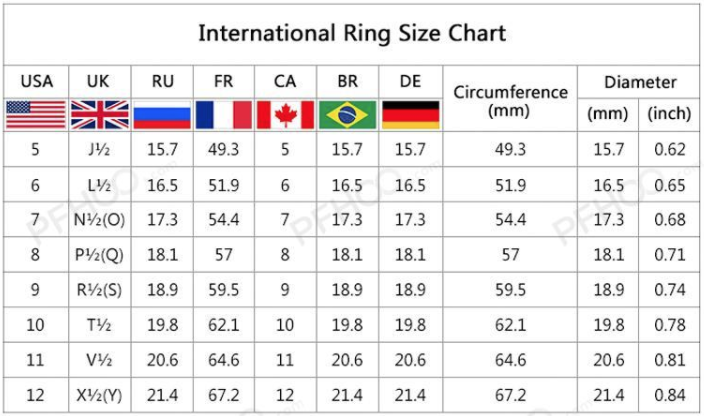 International Ring Size Chart
USA UK RU FR CA BR DE Circumference (mm) Diameter
(mm) (inch)
5 J½ 15.7 49.3 5 15.7 15.7 49.3 15.7 0.62
6 L½ 16.5 51.9 6 16.5 16.5 51.9 16.5 0.65
7 N½(O) 17.3 54.4 7 17.3 17.3 54.4 17.3 0.68
8 P½(Q) 18.1 57 8 18.1 18.1 57 18.1 0.71
9 R½(S) 18.9 59.5 9 18.9 18.9 59.5 18.9 0.74
10 T½ 19.8 62.1 10 19.8 19.8 62.1 19.8 0.78
11 V½ 20.6 64.6 11 20.6 20.6 64.6 20.6 0.81
12 X½(Y) 21.4 67.2 12 21.4 21.4 67.2 21.4 0.84